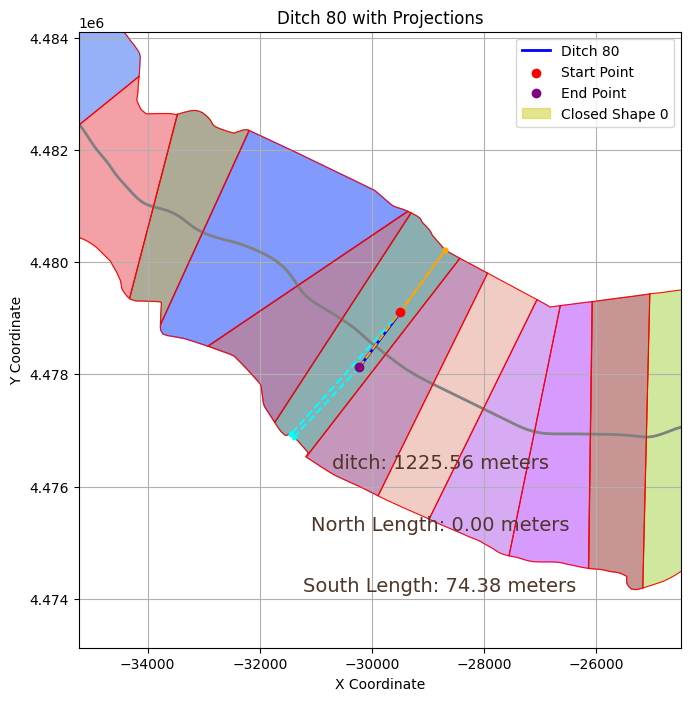 Ditch 80 with Projections
1e6
Ditch 80
Start Point
End Point
Closed Shape 0
4.484
4.482
4.480
4.478
4.476
4.474
Y Coordinate
ditch: 1225.56 meters
North Length: 0.00 meters
South Length: 74.38 meters
−34000
−32000
−30000
−28000
−26000
X Coordinate